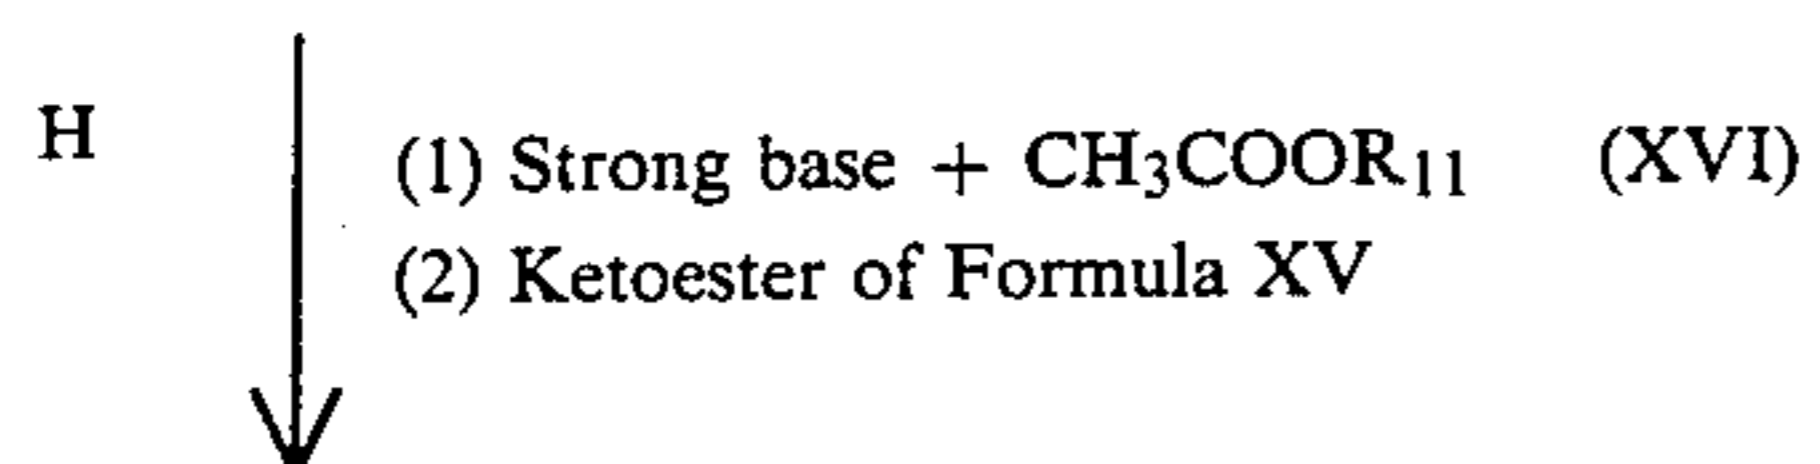 H
(1) Strong base + CH₃COOR₁₁ (XVI)
(2) Ketoester of Formula XV